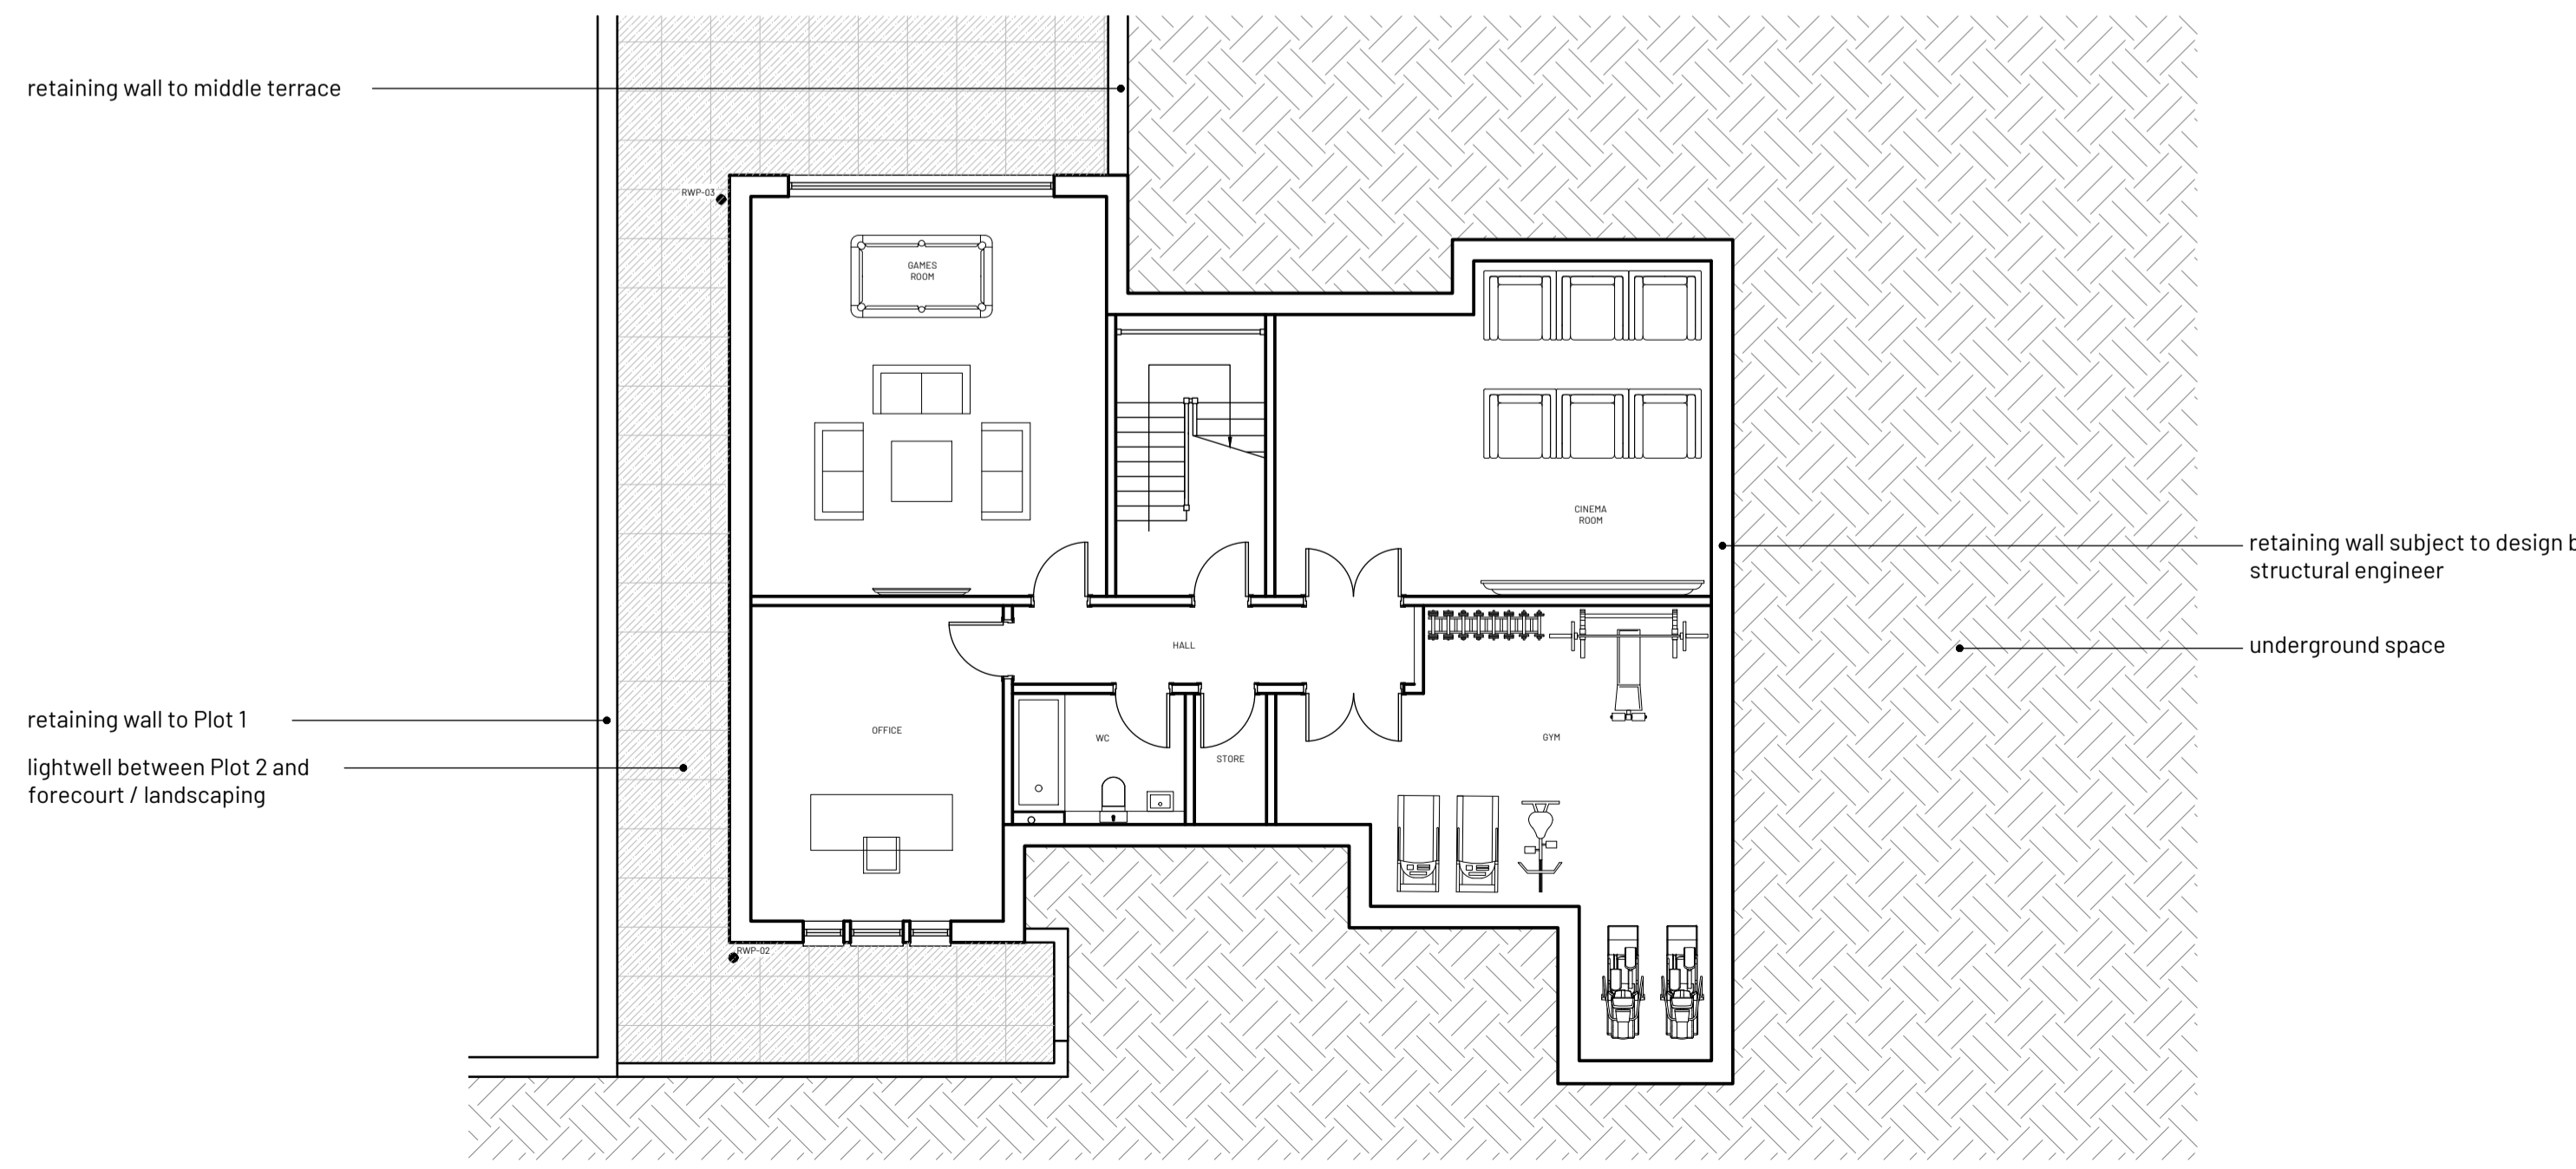 retaining wall to middle terrace
RWP-03
GAMES
ROOM
CINEMA
ROOM
retaining wall subject to design b
structural engineer
HALL
underground space
retaining wall to Plot 1
OFFICE
WC
GYM
STORE
lightwell between Plot 2 and
forecourt / landscaping
RWP-02